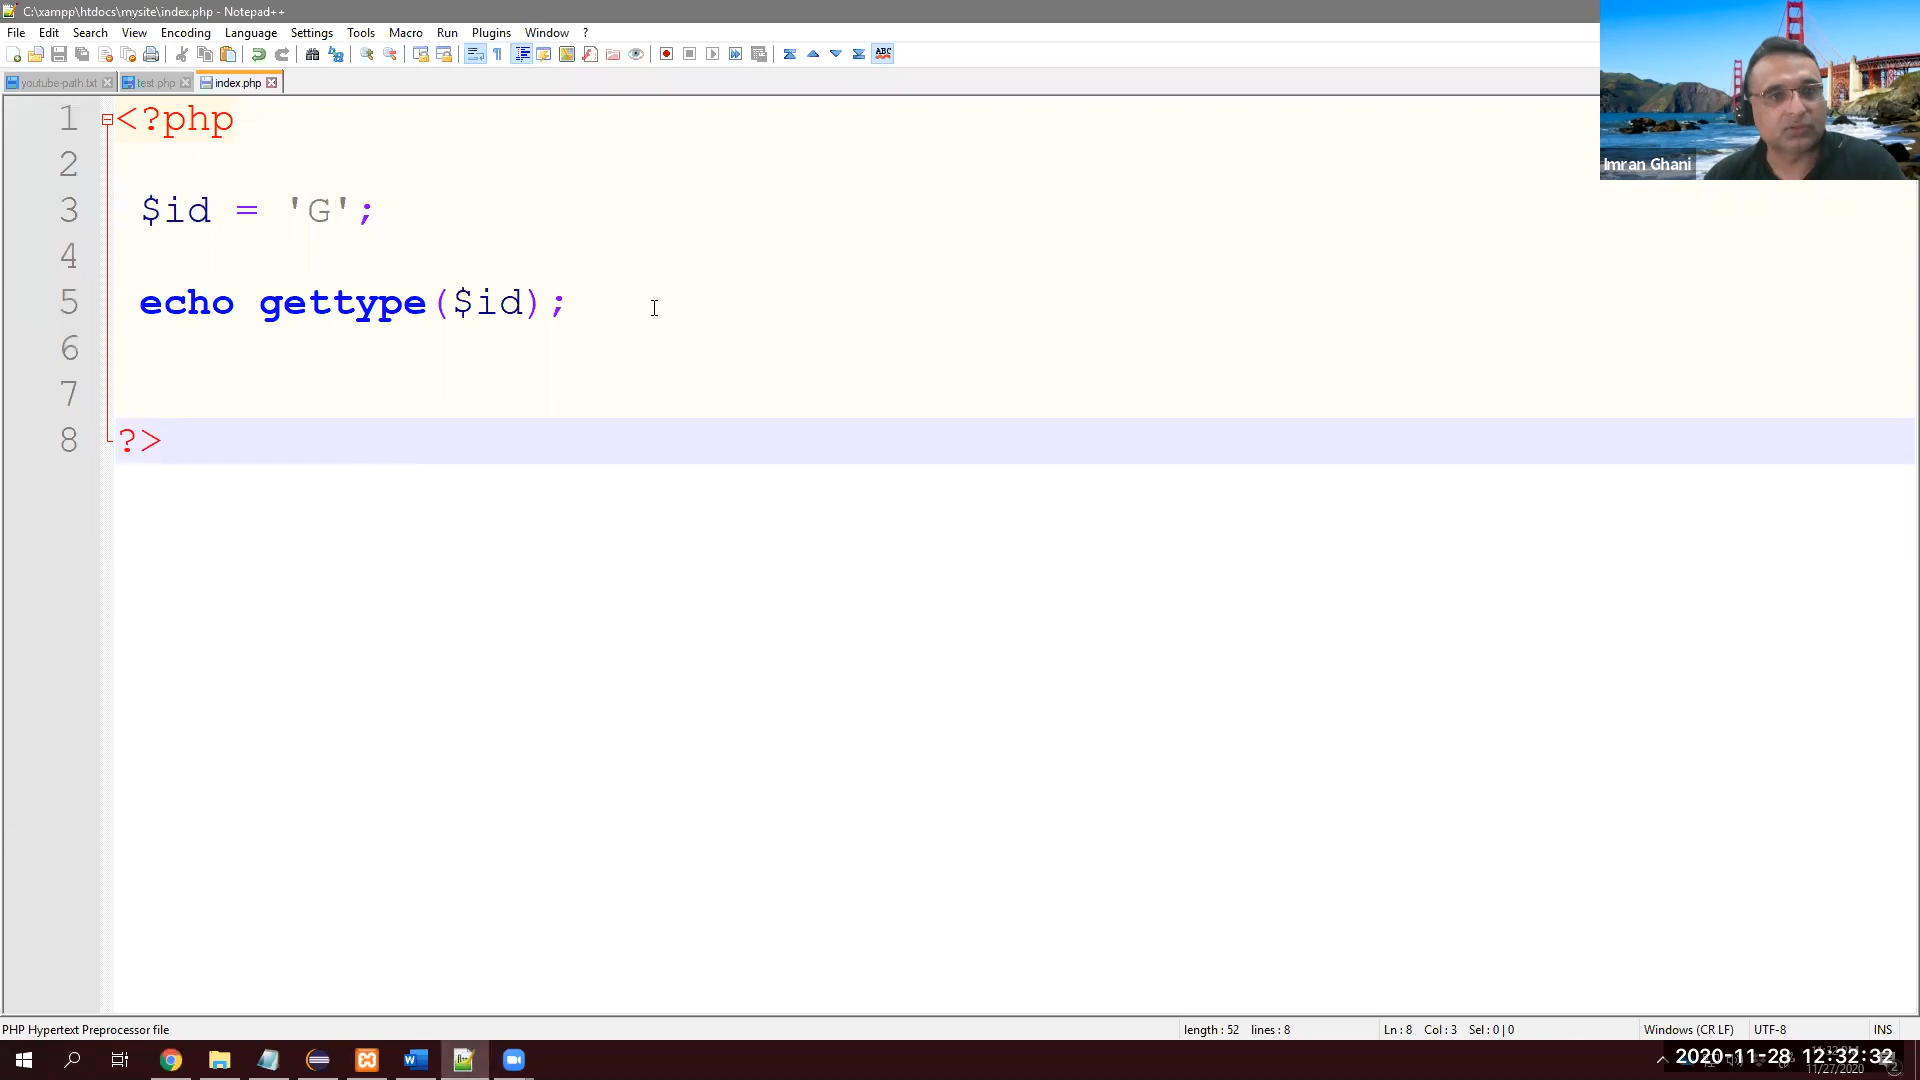 C:\xampp\htdocs\mysite\index.php - Notepad++
File Edit Search View Encoding Language Settings Tools Macro Run Plugins Window ?
youtube-path.txt test.php index.php
Imran Ghani
1 <?php
2
3 $id = 'G';
4
5 echo gettype($id);
6
7
8 ?>
PHP Hypertext Preprocessor file length : 52 lines : 8 Ln : 8 Col : 3 Sel : 0 | 0 Windows (CR LF) UTF-8 INS
2020-11-28 12:32:32
11/27/2020